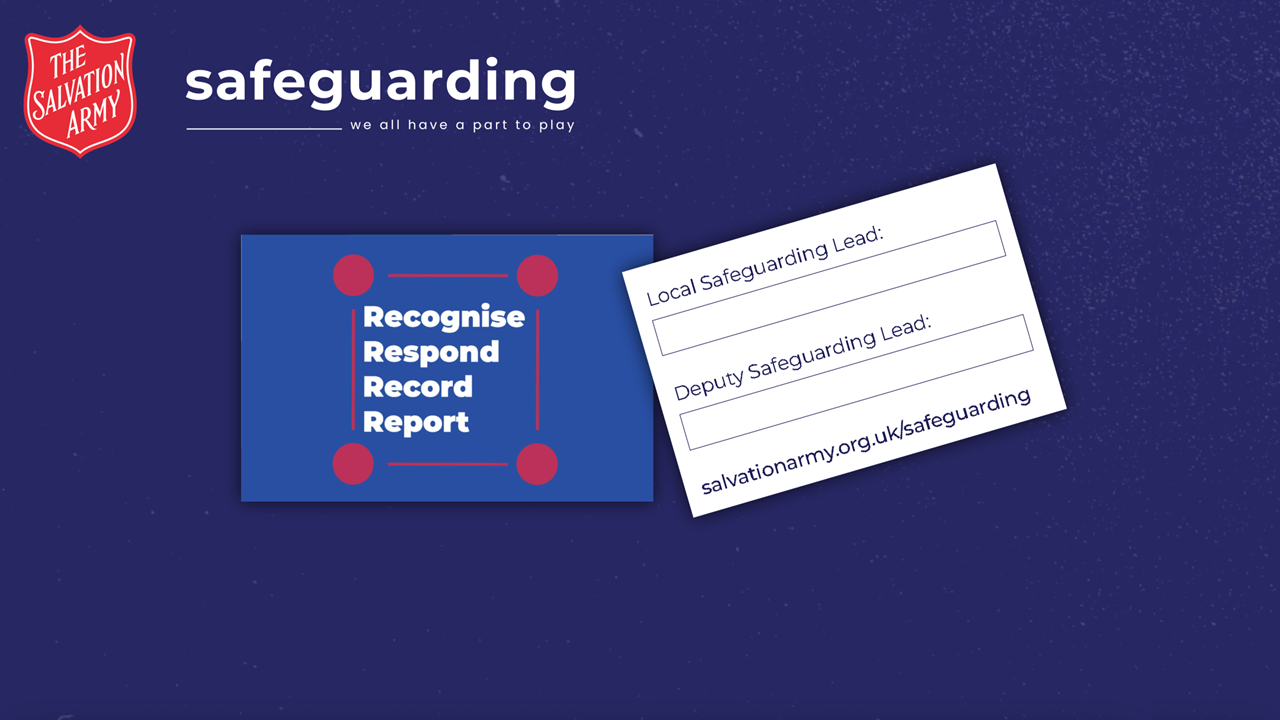 THE
SALVATION
ARMY
safeguarding
we all have a part to play
Recognise
Respond
Record
Report
Local Safeguarding Lead:
Deputy Safeguarding Lead:
salvationarmy.org.uk/safeguarding